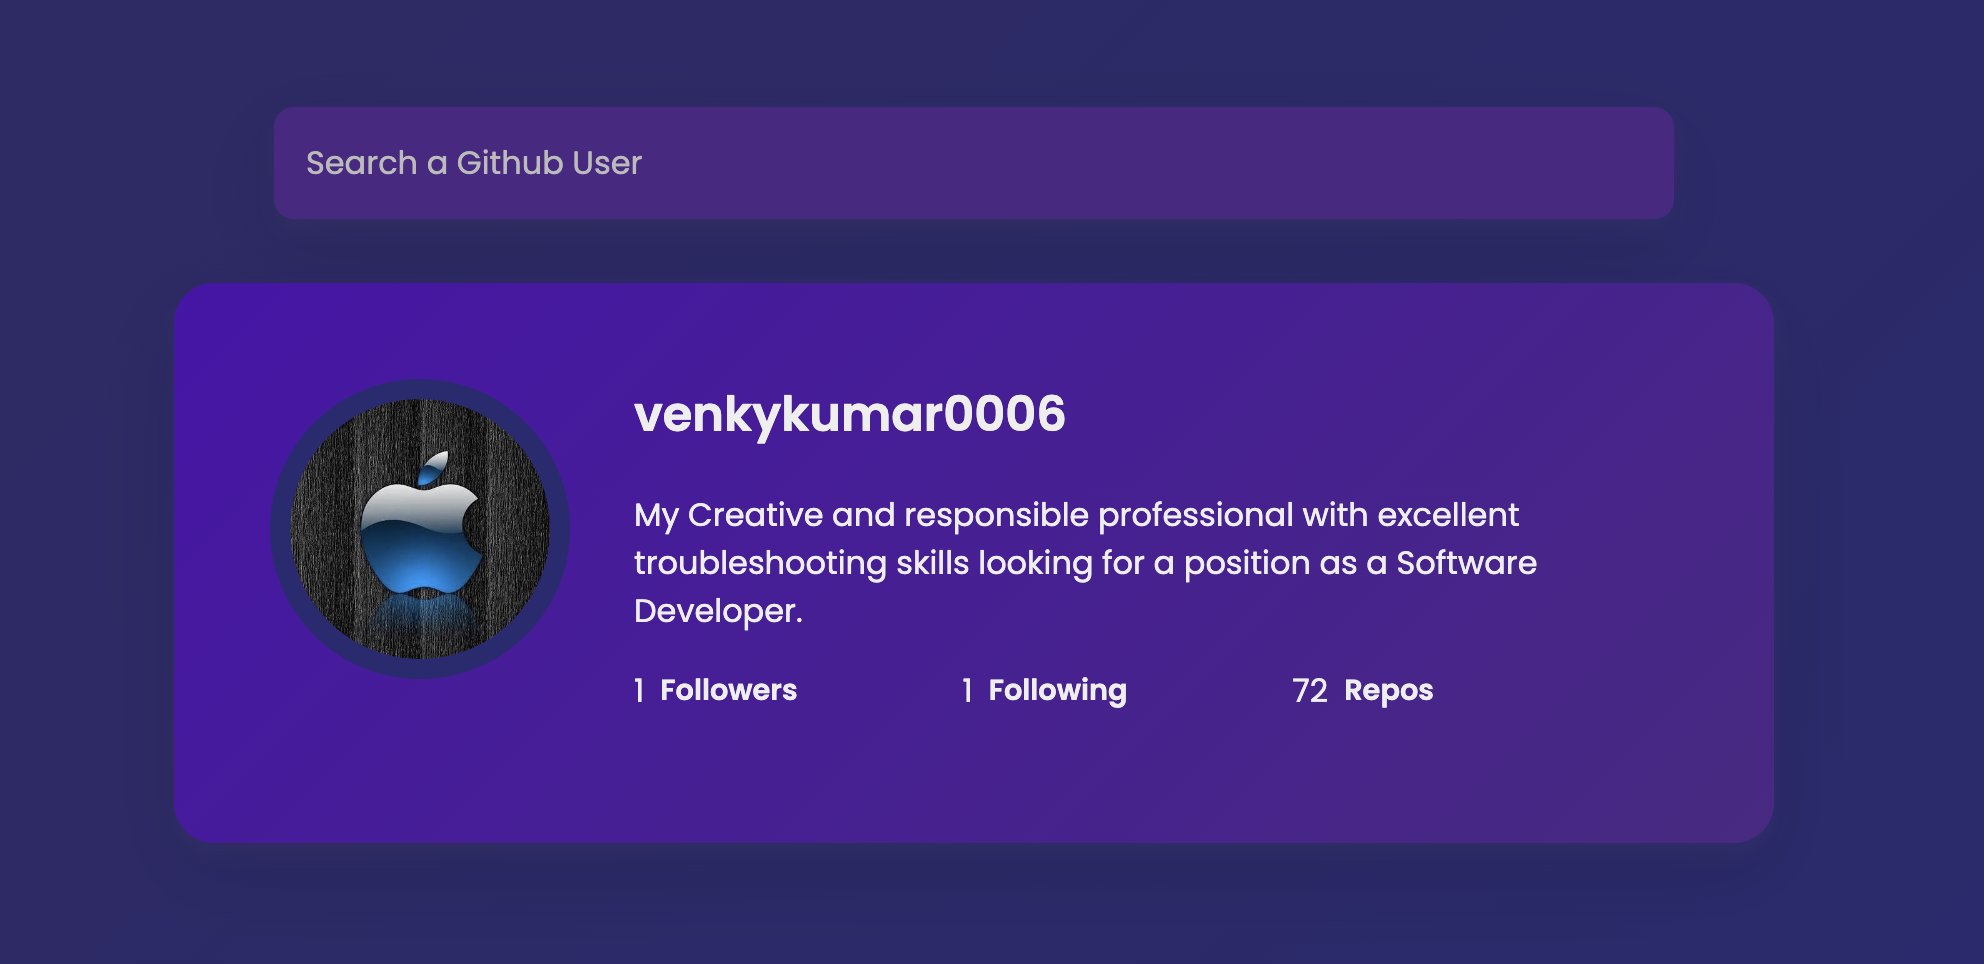 Search a Github User
venkykumar0006
My Creative and responsible professional with excellent
troubleshooting skills looking for a position as a Software
Developer.
1 Followers 1 Following 72 Repos